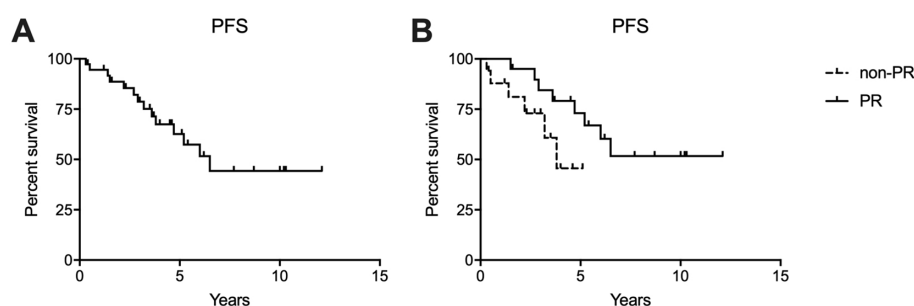 A
PFS
Percent survival
100
75
50
25
0
0 5 10 15
Years
B
PFS
Percent survival
100
75
50
25
0
0 5 10 15
Years
non-PR
PR